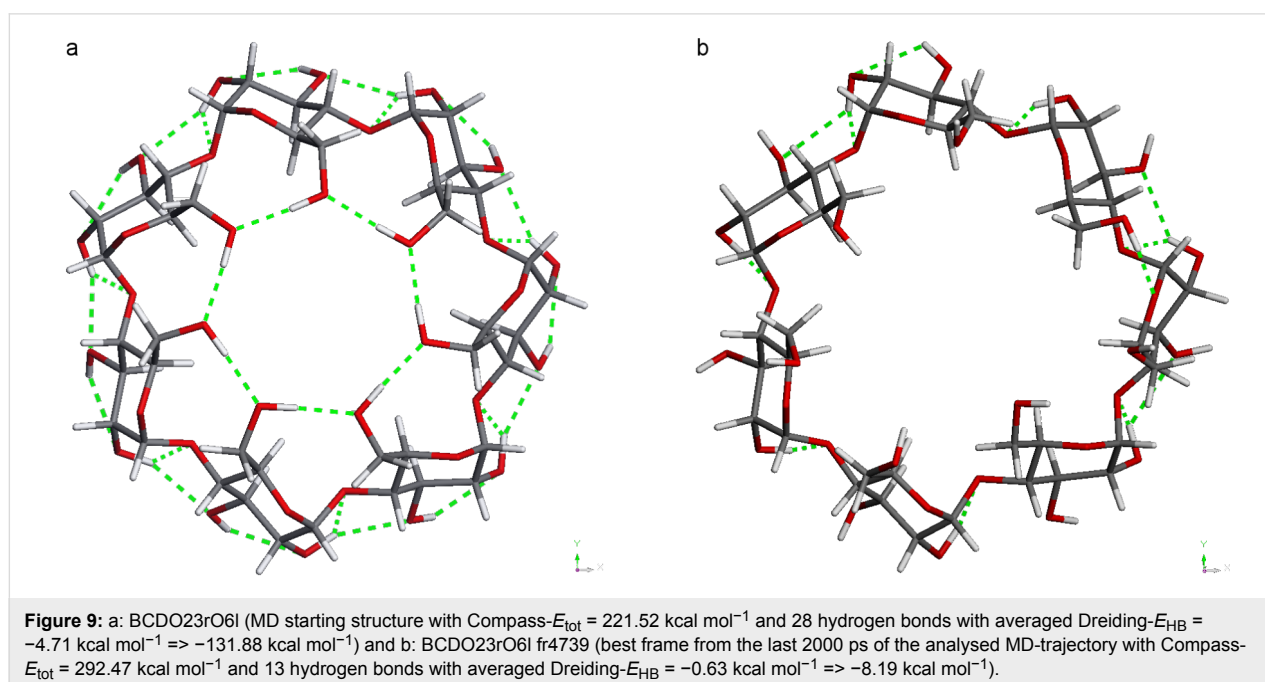 a
b
Y
X
Y
X
Figure 9: a: BCDO23rO6l (MD starting structure with Compass-Etot = 221.52 kcal mol−1 and 28 hydrogen bonds with averaged Dreiding-EHB =
−4.71 kcal mol−1 => −131.88 kcal mol−1) and b: BCDO23rO6l fr4739 (best frame from the last 2000 ps of the analysed MD-trajectory with Compass-
Etot = 292.47 kcal mol−1 and 13 hydrogen bonds with averaged Dreiding-EHB = −0.63 kcal mol−1 => −8.19 kcal mol−1).